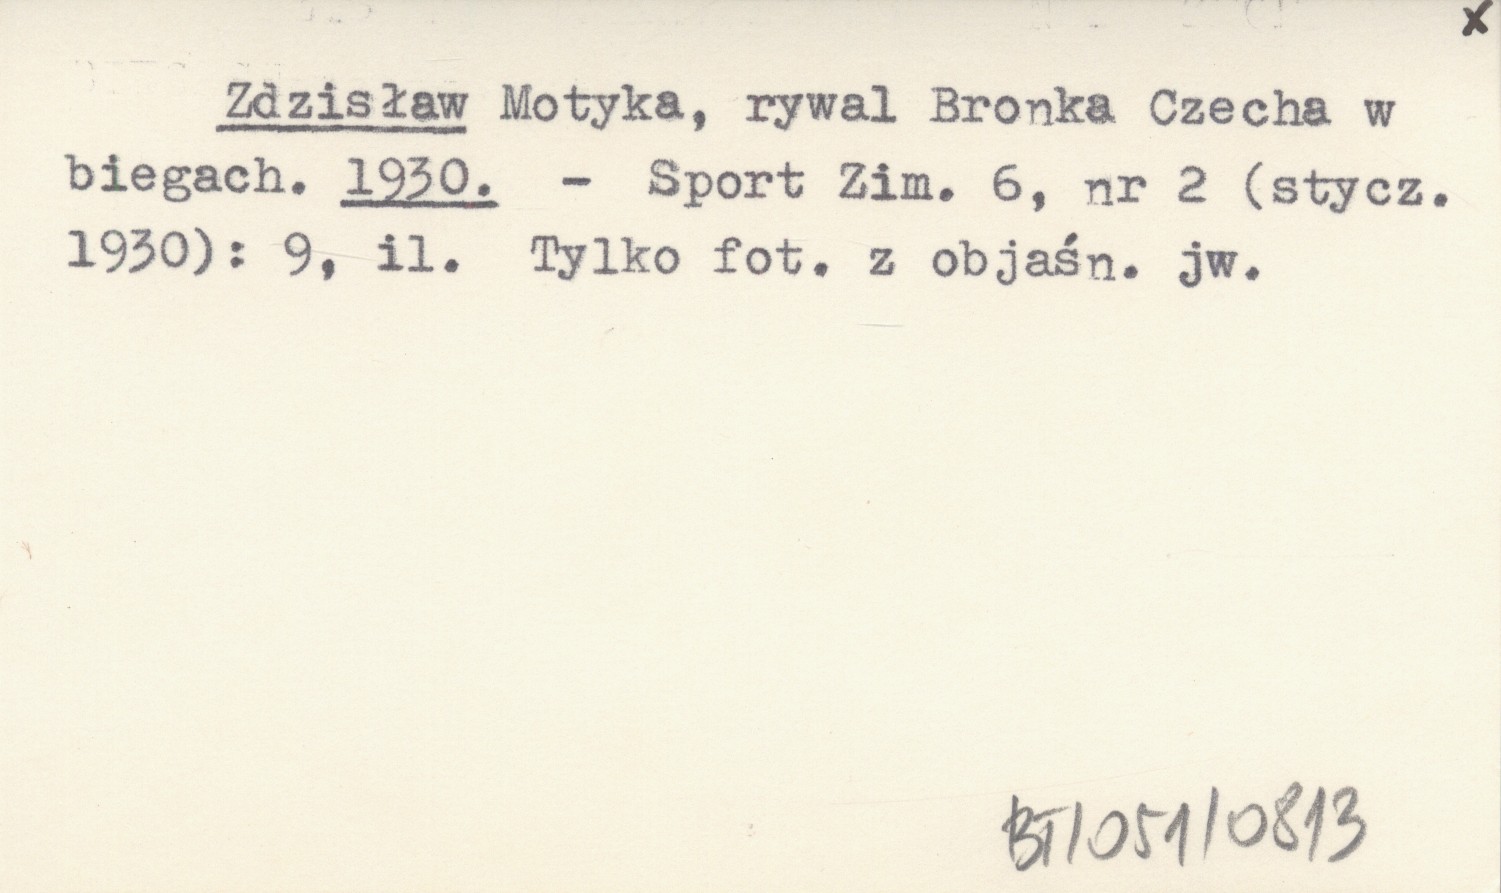 x
Zdzisław Motyka, rywal Bronka Czecha w
biegach. 1930. - Sport Zim. 6, nr 2 (stycz.
1930): 9, il. Tylko fot. z objaśn. jw.
BT/051/0813